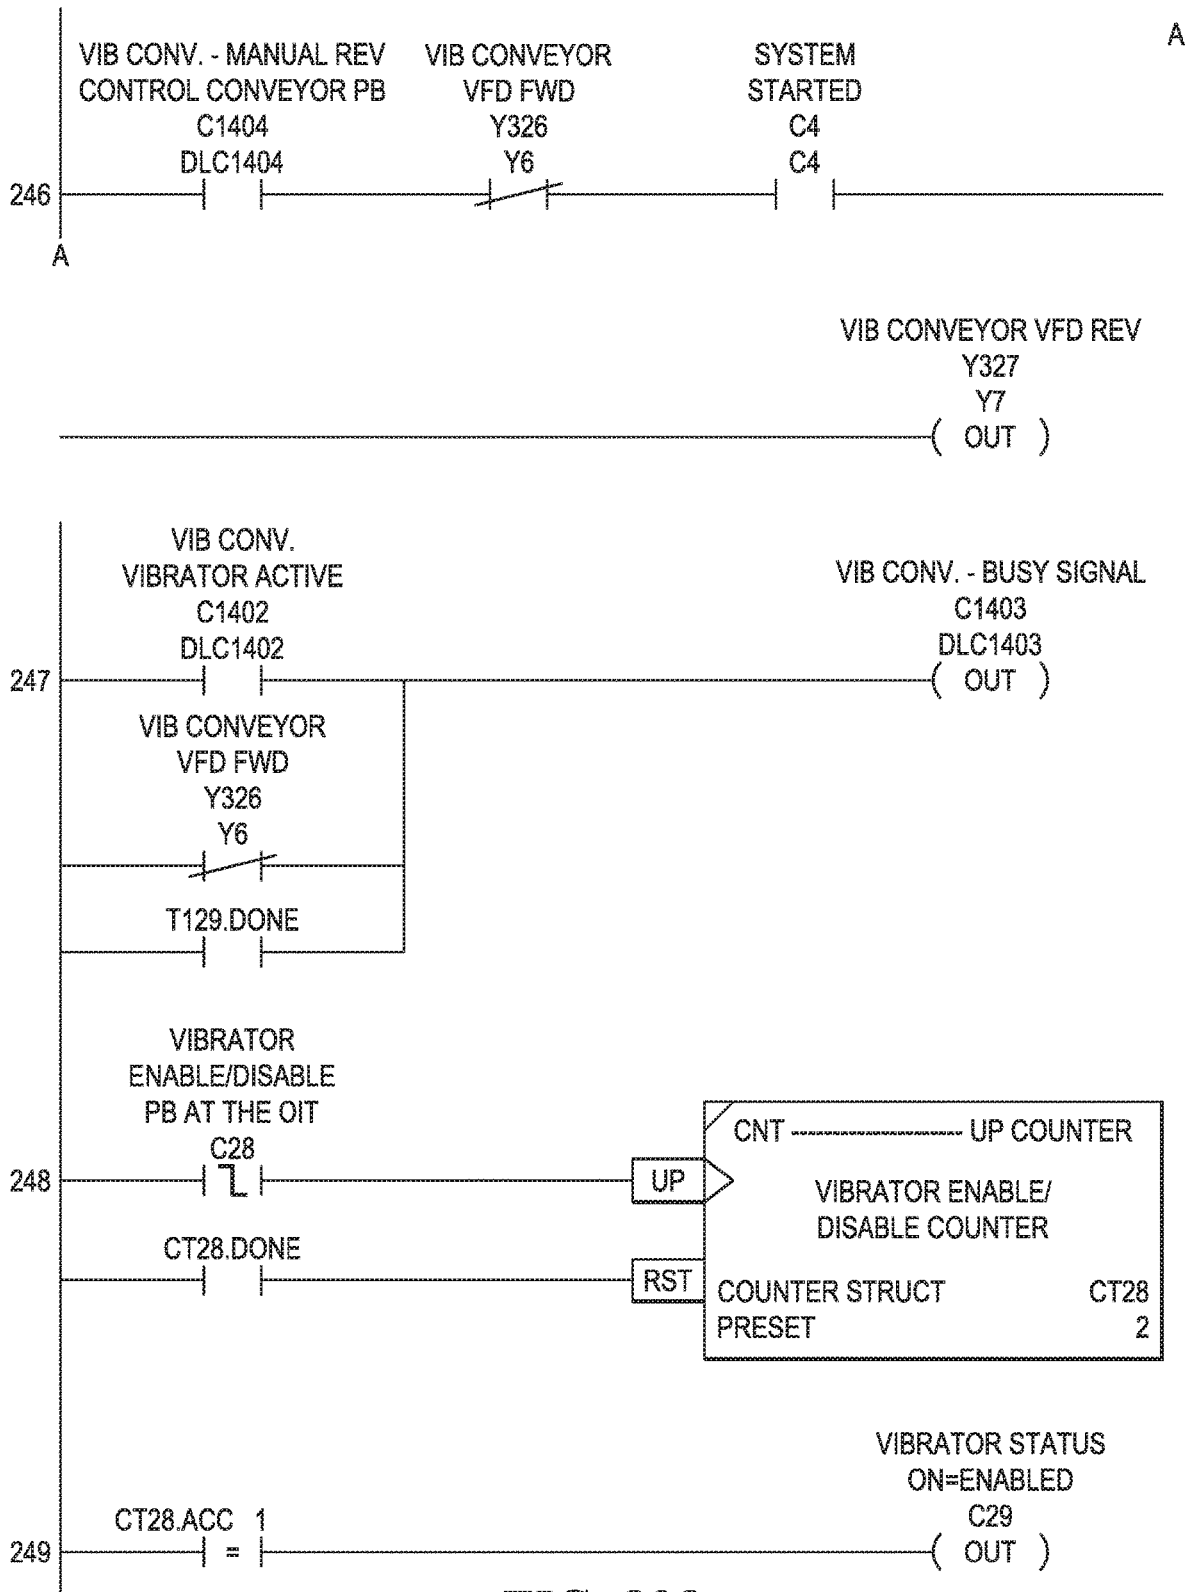 A
VIB CONV. - MANUAL REV
CONTROL CONVEYOR PB
C1404
DLC1404
VIB CONVEYOR
VFD FWD
Y326
Y6
SYSTEM
STARTED
C4
C4
246
A
VIB CONVEYOR VFD REV
Y327
Y7
OUT
VIB CONV.
VIBRATOR ACTIVE
C1402
DLC1402
VIB CONV. - BUSY SIGNAL
C1403
DLC1403
247
OUT
VIB CONVEYOR
VFD FWD
Y326
Y6
T129.DONE
VIBRATOR
ENABLE/DISABLE
PB AT THE OIT
C28
248
UP
CNT UP COUNTER
VIBRATOR ENABLE/
DISABLE COUNTER
CT28.DONE
RST
COUNTER STRUCT CT28
PRESET 2
VIBRATOR STATUS
ON=ENABLED
C29
CT28.ACC 1
249
=
OUT